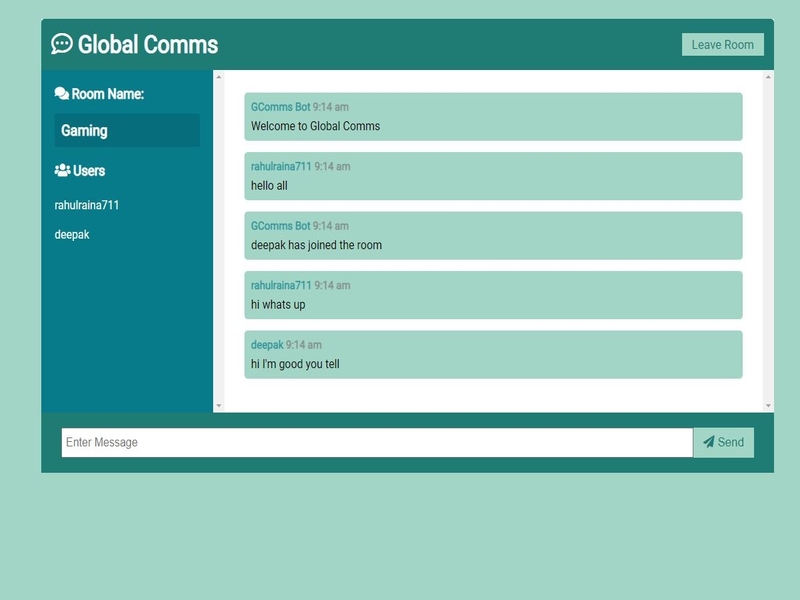 Global Comms
Leave Room
Room Name:
Gaming
Users
rahulraina711
deepak
GComms Bot 9:14 am
Welcome to Global Comms
rahulraina711 9:14 am
hello all
GComms Bot 9:14 am
deepak has joined the room
rahulraina711 9:14 am
hi whats up
deepak 9:14 am
hi I'm good you tell
Enter Message
Send